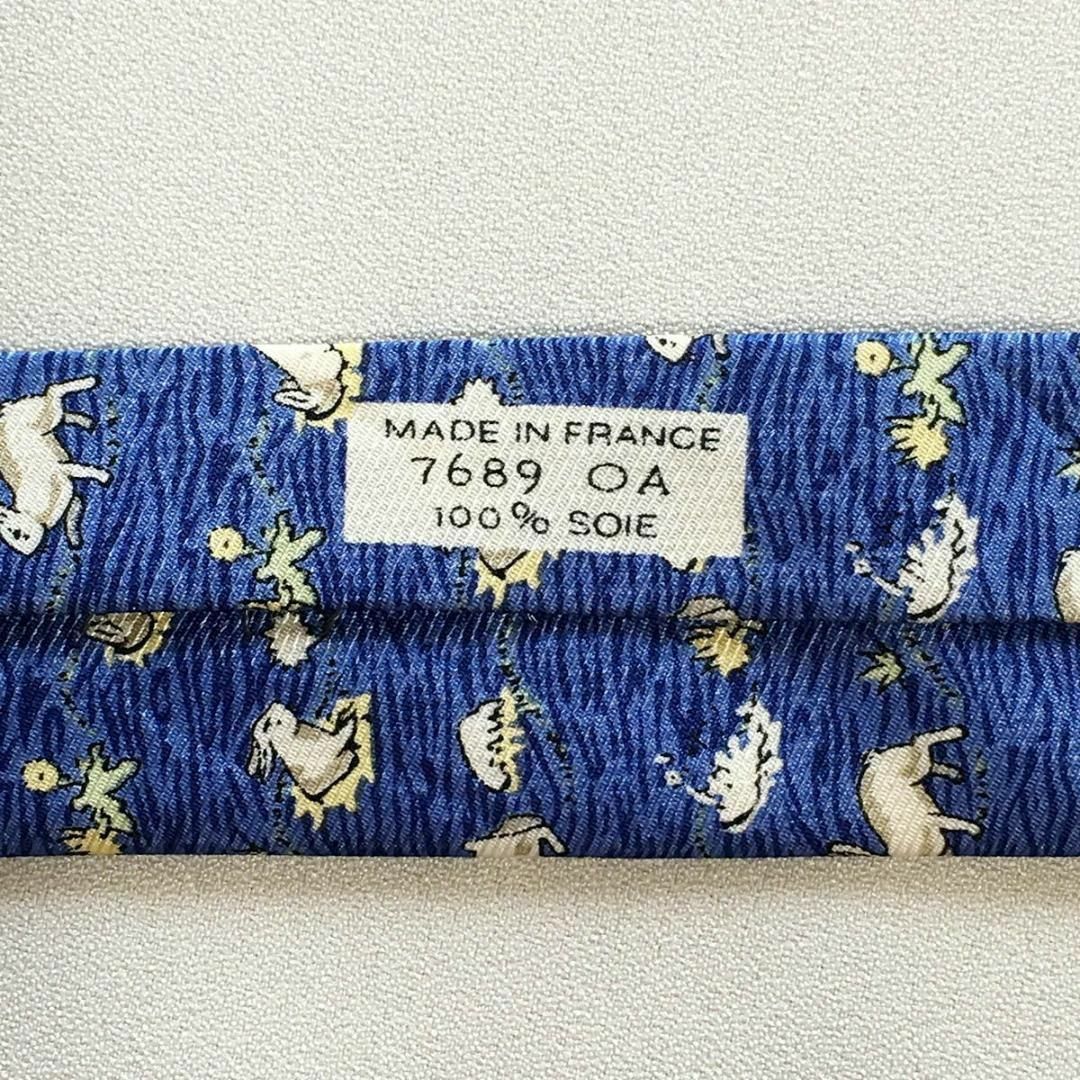 MADE IN FRANCE
7689 OA
100% SOIE